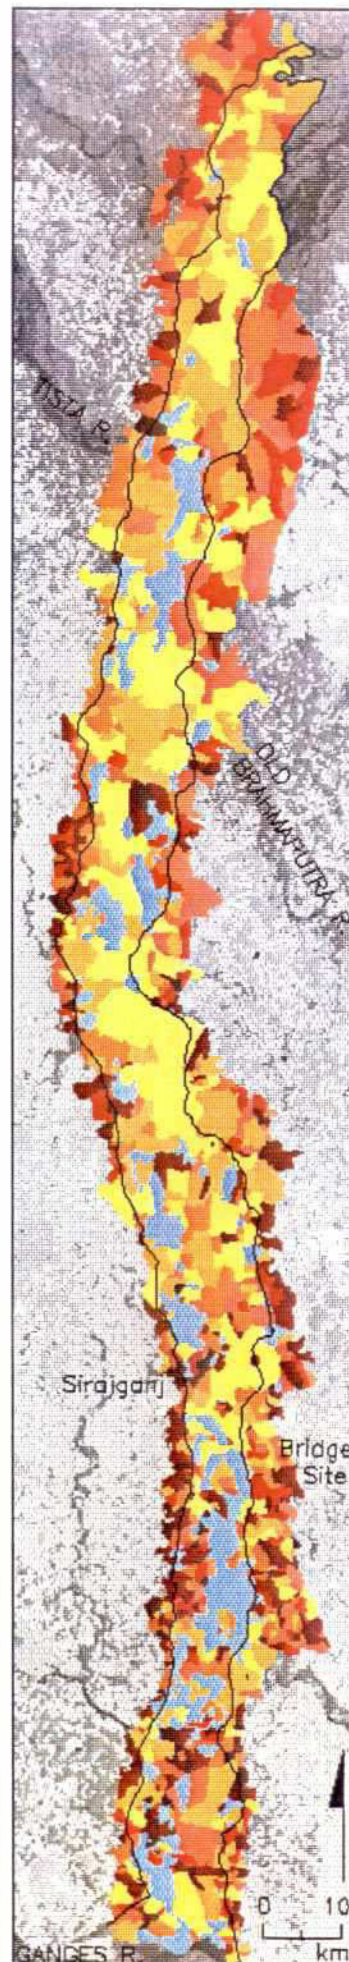 TISTA R.
OLD
BRAHMAPUTRA R.
Sirajganj
Bridge
Site
0 10
km
GANGES R.